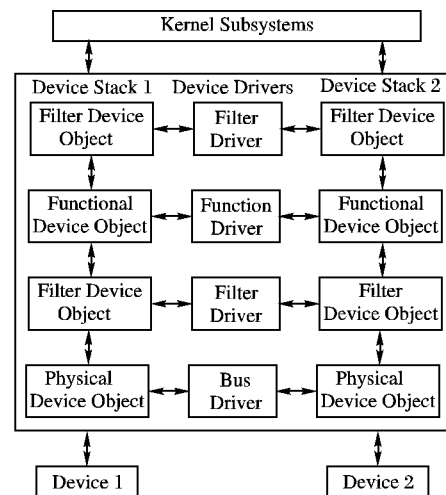 Kernel Subsystems
Device Stack 1 Device Drivers Device Stack 2
Filter Device
Object
Filter
Driver
Filter Device
Object
Functional
Device Object
Function
Driver
Functional
Device Object
Filter Device
Object
Filter
Driver
Filter
Device Object
Physical
Device Object
Bus
Driver
Physical
Device Object
Device 1
Device 2